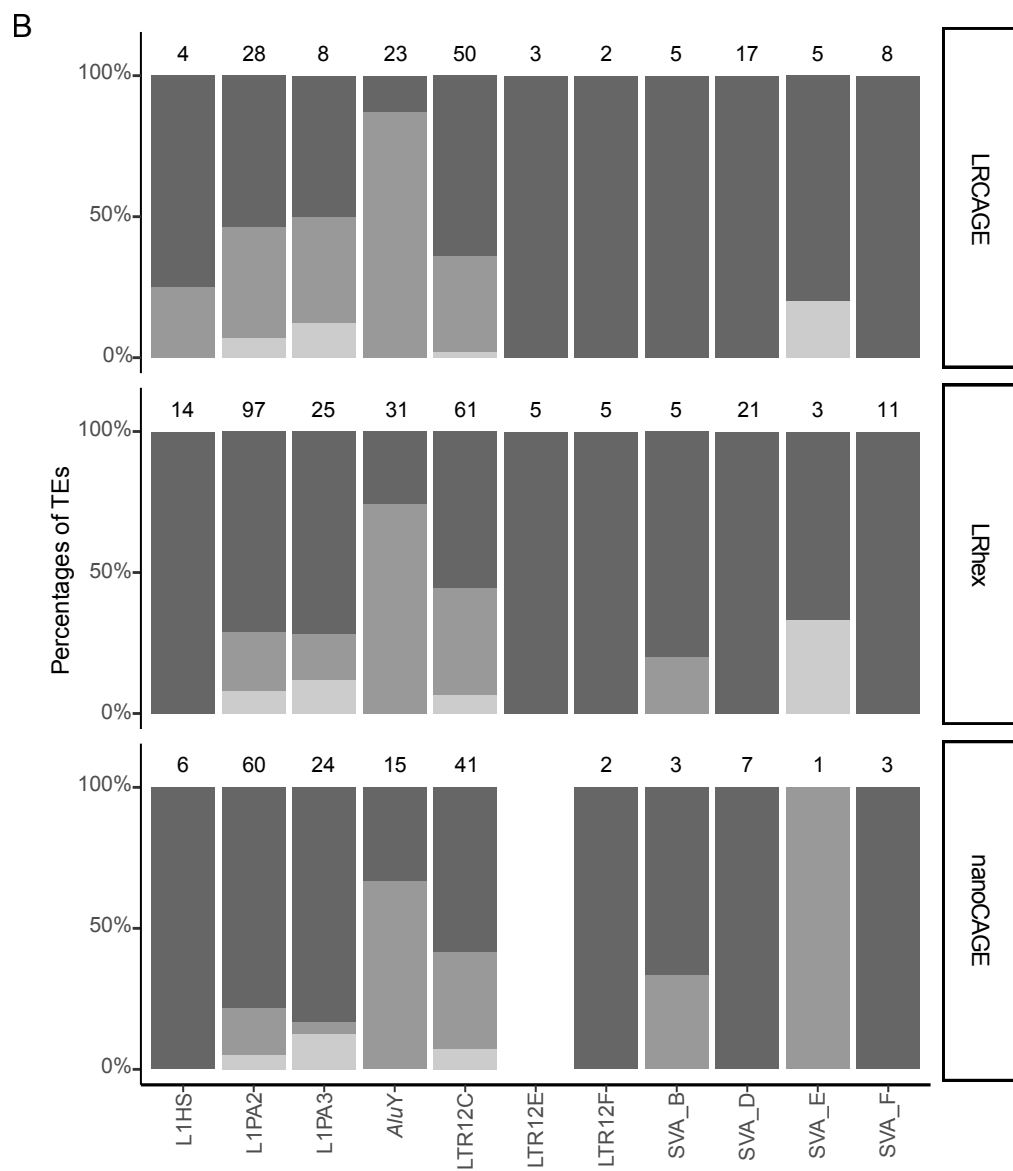 B
4 28 8 23 50 3 2 5 17 5 8
100%
50%
0%
LRCAGE
14 97 25 31 61 5 5 5 21 3 11
100%
50%
0%
LRhex
Percentages of TEs
6 60 24 15 41 2 3 7 1 3
100%
50%
0%
nanoCAGE
L1HS
L1PA2
L1PA3
AluY
LTR12C
LTR12E
LTR12F
SVA_B
SVA_D
SVA_E
SVA_F